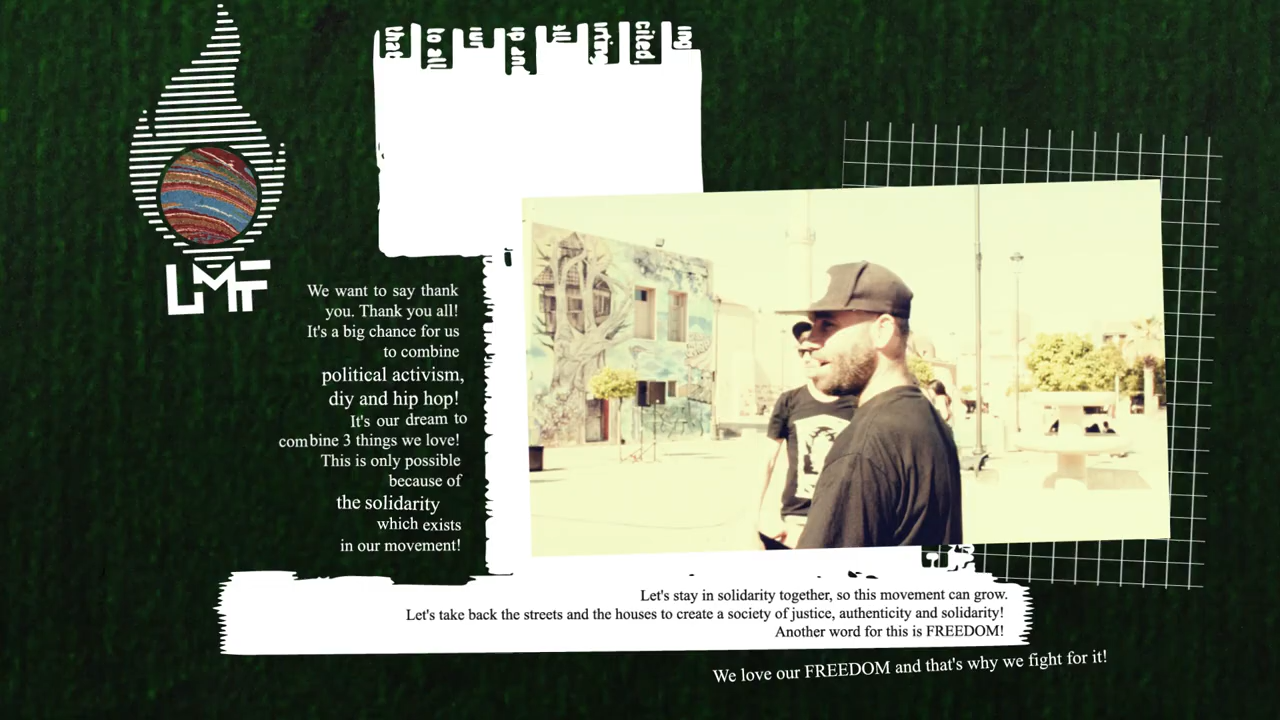 LMF
We want to say thank
you. Thank you all!
It's a big chance for us
to combine
political activism,
diy and hip hop!
It's our dream to
combine 3 things we love!
This is only possible
because of
the solidarity
which exists
in our movement!
Let's stay in solidarity together, so this movement can grow.
Let's take back the streets and the houses to create a society of justice, authenticity and solidarity!
Another word for this is FREEDOM!
We love our FREEDOM and that's why we fight for it!